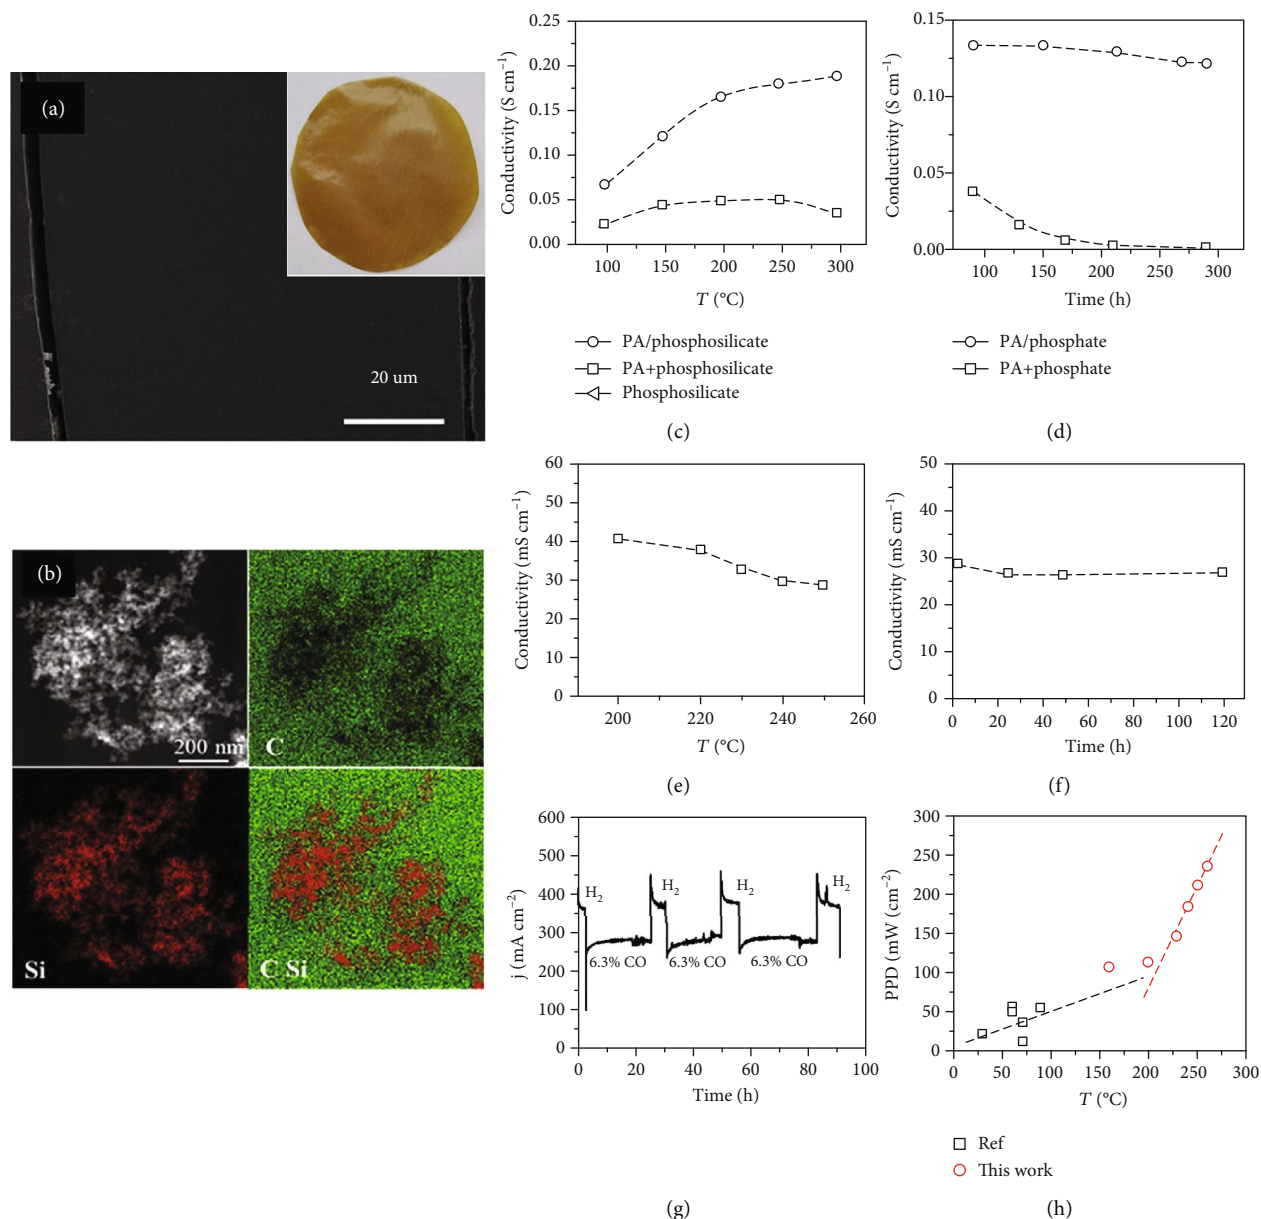 (a)
20 um
(b)
200 nm
C
Si
C Si
0.25
0.20
0.15
0.10
0.05
0.00
Conductivity (S cm⁻¹)
100 150 200 250 300
T (°C)
PA/phosphosilicate
PA+phosphosilicate
Phosphosilicate
(c)
0.15
0.10
0.05
0.00
Conductivity (S cm⁻¹)
100 150 200 250 300
Time (h)
PA/phosphate
PA+phosphate
(d)
60
50
40
30
20
10
0
Conductivity (mS cm⁻¹)
200 220 240 260
T (°C)
(e)
50
40
30
20
10
0
Conductivity (mS cm⁻¹)
0 20 40 60 80 100 120
Time (h)
(f)
600
500
400
300
200
100
0
j (mA cm⁻²)
H₂ H₂ H₂ H₂
6.3% CO 6.3% CO 6.3% CO
0 20 40 60 80 100
Time (h)
(g)
300
250
200
150
100
50
0
PPD (mW (cm⁻²)
0 50 100 150 200 250 300
T (°C)
Ref
This work
(h)